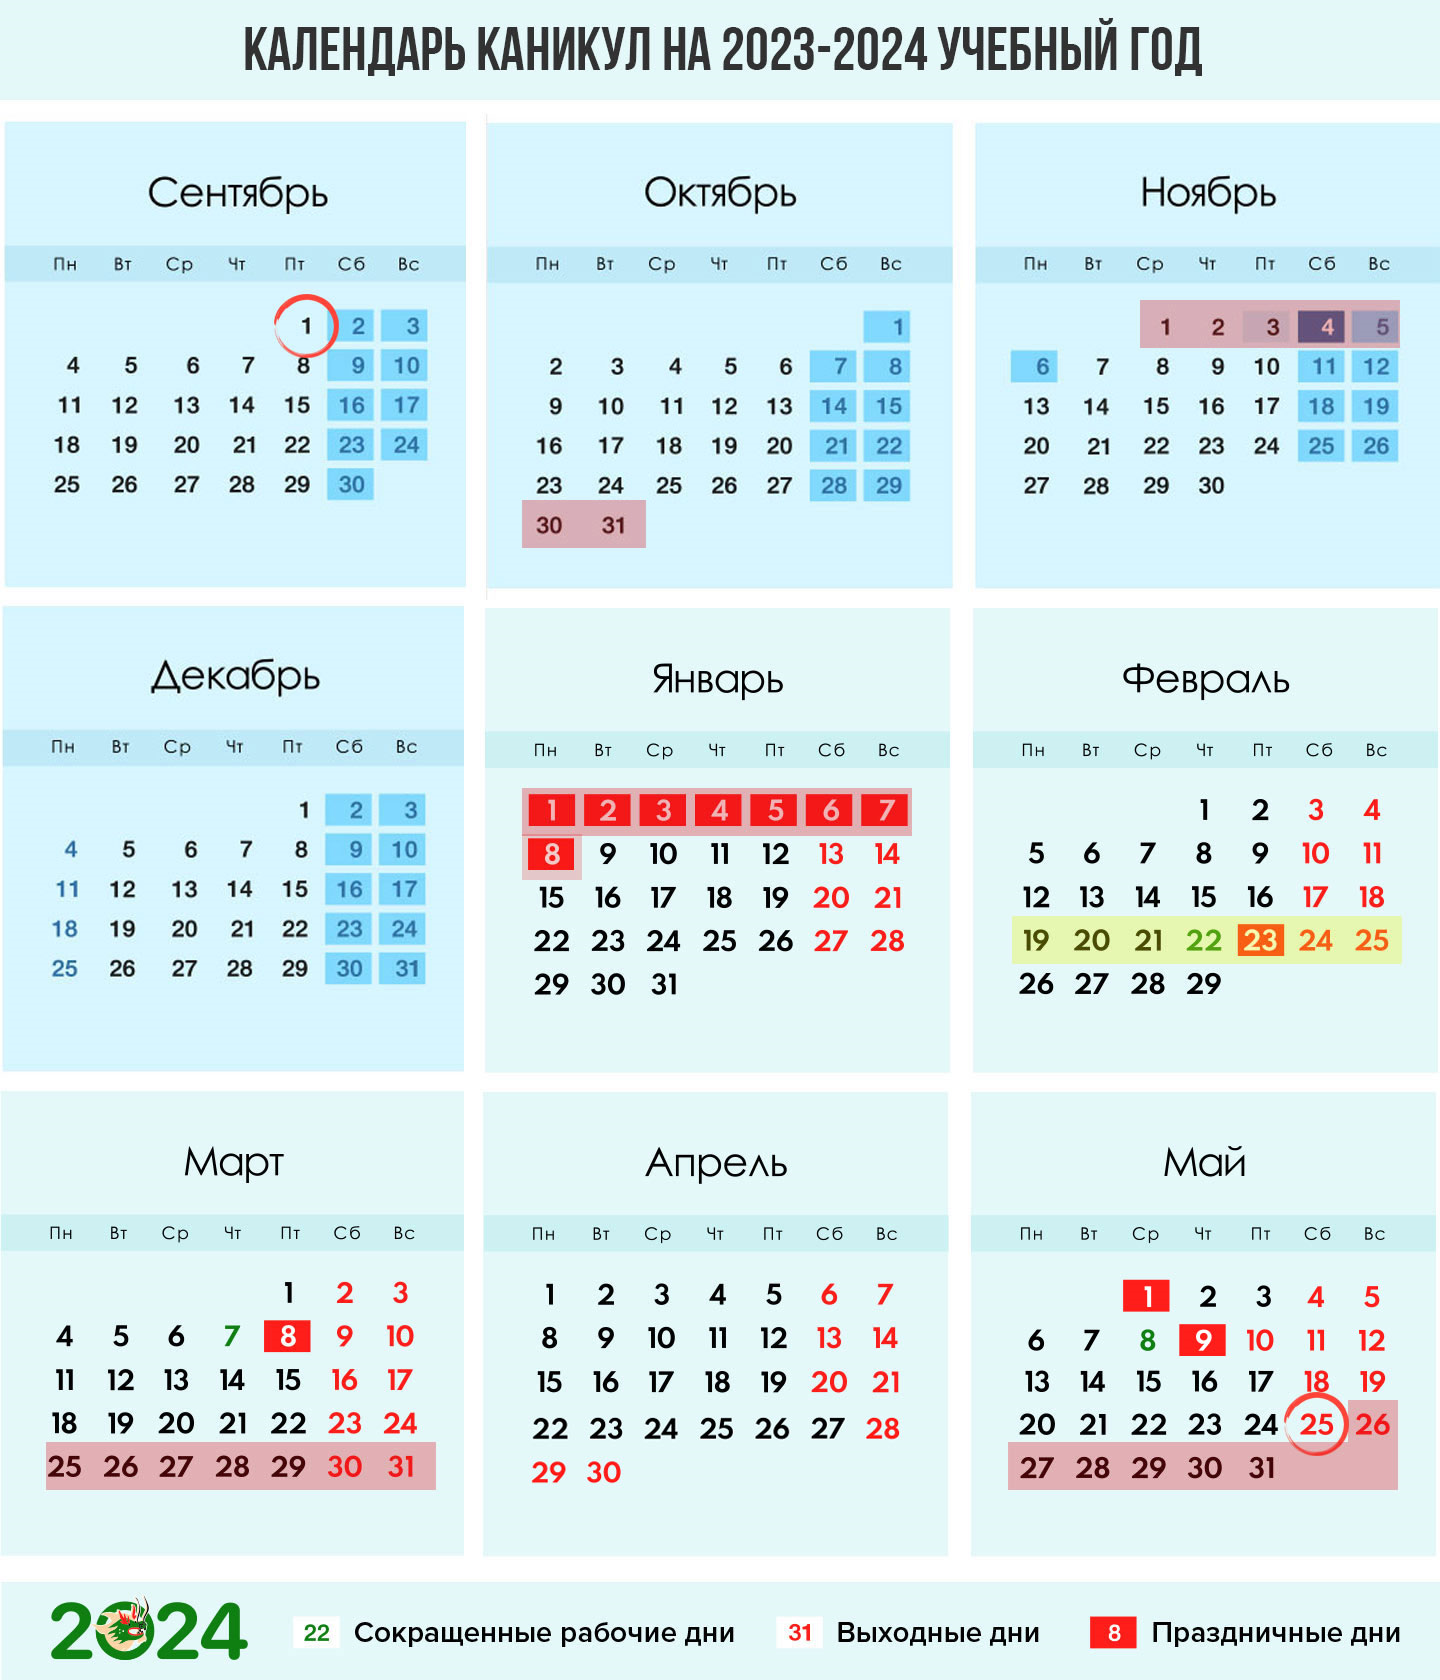 КАЛЕНДАРЬ КАНИКУЛ НА 2023-2024 УЧЕБНЫЙ ГОД
Сентябрь
Пн Вт Ср Чт Пт Сб Вс
1 2 3
4 5 6 7 8 9 10
11 12 13 14 15 16 17
18 19 20 21 22 23 24
25 26 27 28 29 30
Октябрь
Пн Вт Ср Чт Пт Сб Вс
1
2 3 4 5 6 7 8
9 10 11 12 13 14 15
16 17 18 19 20 21 22
23 24 25 26 27 28 29
30 31
Ноябрь
Пн Вт Ср Чт Пт Сб Вс
1 2 3 4 5
6 7 8 9 10 11 12
13 14 15 16 17 18 19
20 21 22 23 24 25 26
27 28 29 30
Декабрь
Пн Вт Ср Чт Пт Сб Вс
1 2 3
4 5 6 7 8 9 10
11 12 13 14 15 16 17
18 19 20 21 22 23 24
25 26 27 28 29 30 31
Январь
Пн Вт Ср Чт Пт Сб Вс
1 2 3 4 5 6 7
8 9 10 11 12 13 14
15 16 17 18 19 20 21
22 23 24 25 26 27 28
29 30 31
Февраль
Пн Вт Ср Чт Пт Сб Вс
1 2 3 4
5 6 7 8 9 10 11
12 13 14 15 16 17 18
19 20 21 22 23 24 25
26 27 28 29
Март
Пн Вт Ср Чт Пт Сб Вс
1 2 3
4 5 6 7 8 9 10
11 12 13 14 15 16 17
18 19 20 21 22 23 24
25 26 27 28 29 30 31
Апрель
Пн Вт Ср Чт Пт Сб Вс
1 2 3 4 5 6 7
8 9 10 11 12 13 14
15 16 17 18 19 20 21
22 23 24 25 26 27 28
29 30
Май
Пн Вт Ср Чт Пт Сб Вс
1 2 3 4 5
6 7 8 9 10 11 12
13 14 15 16 17 18 19
20 21 22 23 24 25 26
27 28 29 30 31
2024
22 Сокращенные рабочие дни
31 Выходные дни
8 Праздничные дни